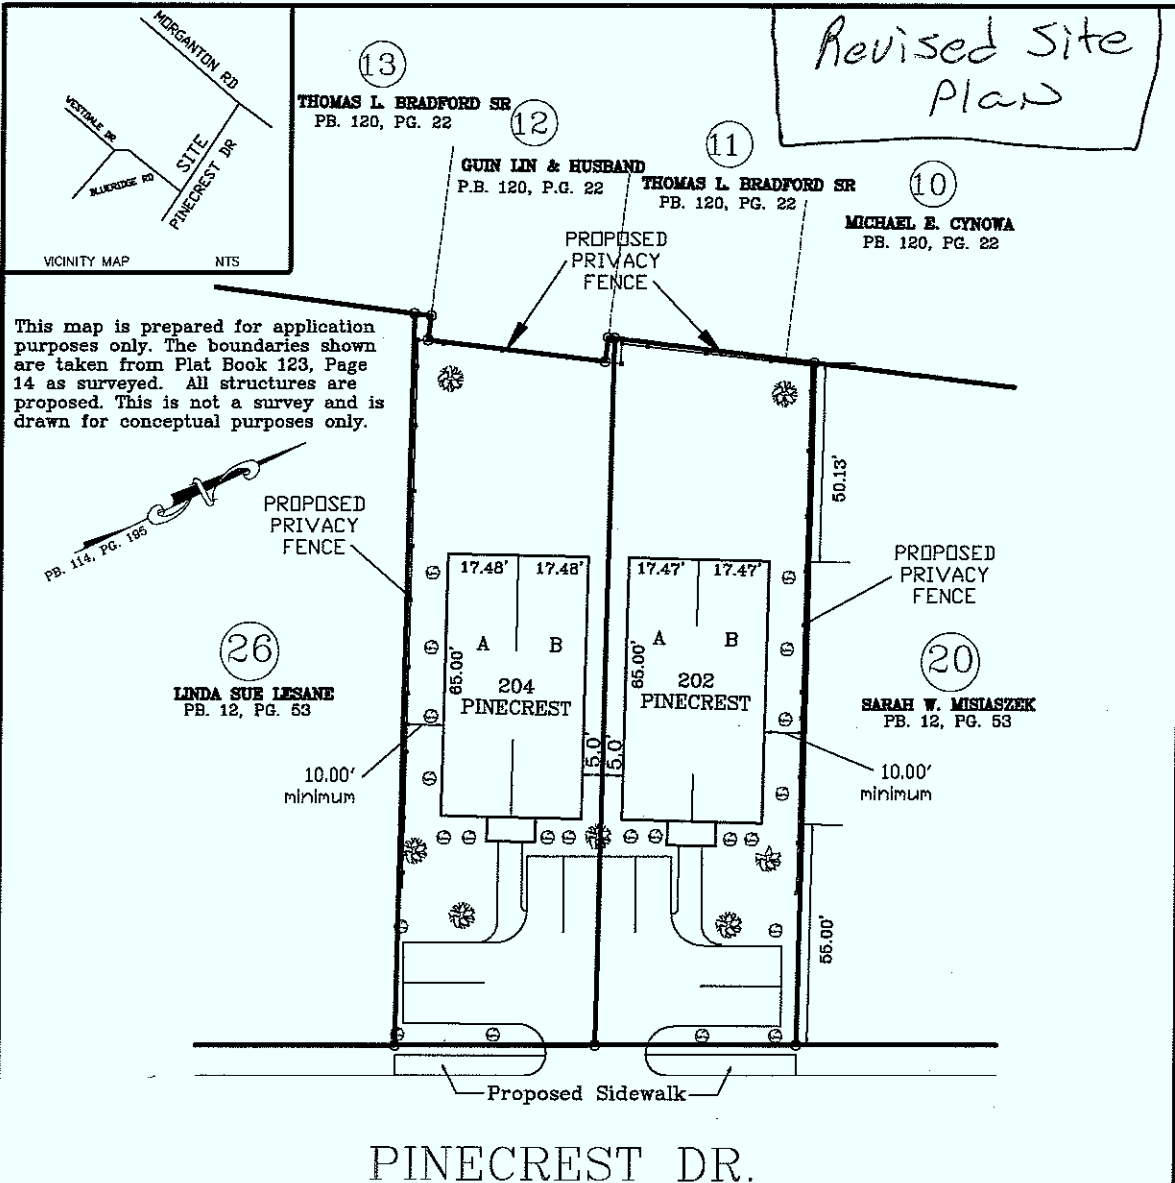 Revised Site
Plan
MORGANTON RD
WESTDALE DR
SITE
PINECREST DR
BLUERIDGE RD
VICINITY MAP
NTS
13
THOMAS L. BRADFORD SR
PB. 120, PG. 22
12
GUIN LIN & HUSBAND
P.B. 120, P.G. 22
11
THOMAS L. BRADFORD SR
PB. 120, PG. 22
10
MICHAEL E. CYNOWA
PB. 120, PG. 22
PROPOSED
PRIVACY
FENCE
This map is prepared for application
purposes only. The boundaries shown
are taken from Plat Book 123, Page
14 as surveyed. All structures are
proposed. This is not a survey and is
drawn for conceptual purposes only.
N
PB. 114, PG. 195
PROPOSED
PRIVACY
FENCE
50.13'
PROPOSED
PRIVACY
FENCE
17.48' 17.48'
17.47' 17.47'
A B
A B
65.00'
65.00'
204
PINECREST
202
PINECREST
26
LINDA SUE LESANE
PB. 12, PG. 53
20
SARAH W. MISIASZEK
PB. 12, PG. 53
5.0' 5.0'
10.00'
minimum
10.00'
minimum
55.00'
Proposed Sidewalk
PINECREST DR.